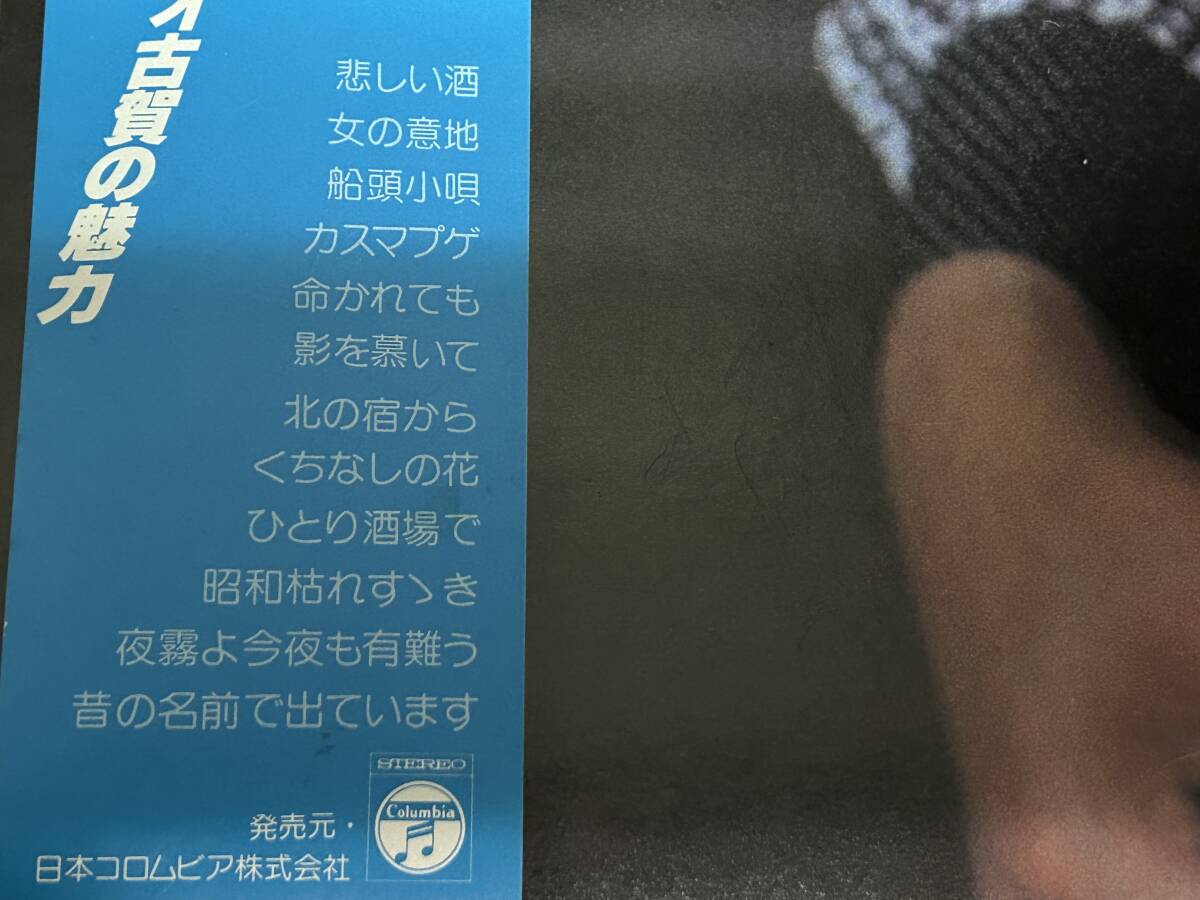 オ古賀の魅力
悲しい酒
女の意地
船頭小唄
カスマプゲ
命かれても
影を慕いて
北の宿から
くちなしの花
ひとり酒場で
昭和枯れすゝき
夜霧よ今夜も有難う
昔の名前で出ています
STEREO
Columbia
発売元・
日本コロムビア株式会社